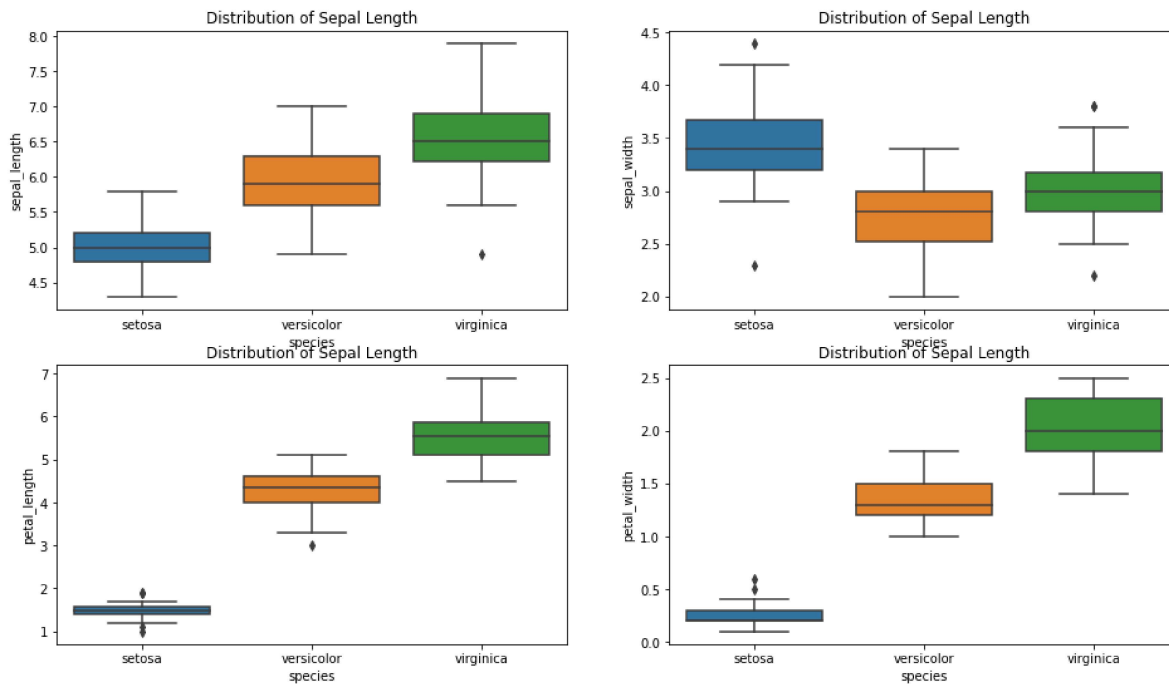 Distribution of Sepal Length
8.0
7.5
7.0
6.5
6.0
5.5
5.0
4.5
sepal_length
setosa versicolor virginica
species
Distribution of Sepal Length
4.5
4.0
3.5
3.0
2.5
2.0
sepal_width
setosa versicolor virginica
species
Distribution of Sepal Length
7
6
5
4
3
2
1
petal_length
setosa versicolor virginica
species
Distribution of Sepal Length
2.5
2.0
1.5
1.0
0.5
0.0
petal_width
setosa versicolor virginica
species